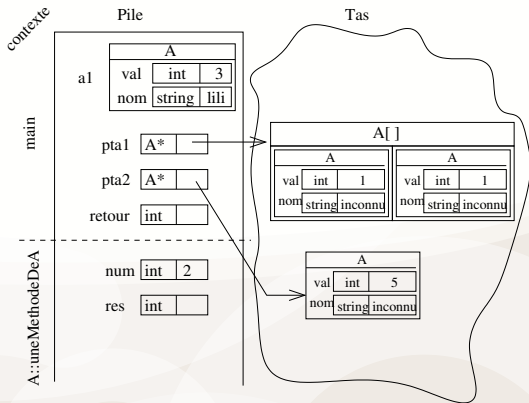 contexte
Pile
Tas
main
a1
A
val int 3
nom string lili
pta1 A*
pta2 A*
retour int
A[ ]
A
val int 1
nom string inconnu
A
val int 1
nom string inconnu
A::uneMethodeDeA
num int 2
res int
A
val int 5
nom string inconnu